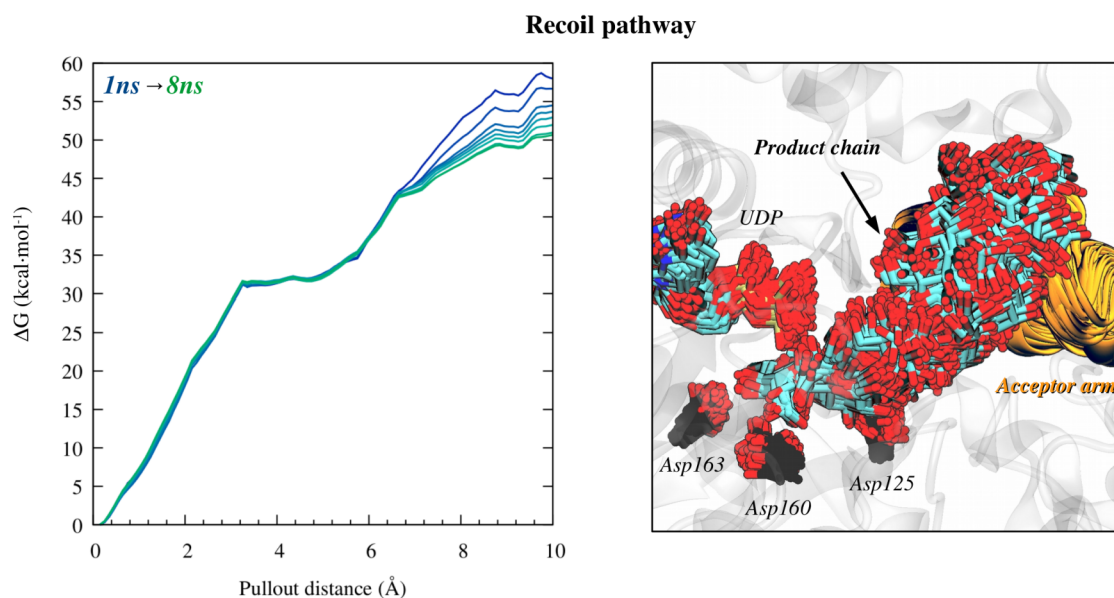 Recoil pathway
1ns → 8ns
60
55
50
45
40
35
30
25
20
15
10
5
0
ΔG (kcal·mol⁻¹)
0 2 4 6 8 10
Pullout distance (Å)
Product chain
UDP
Acceptor arm
Asp163
Asp125
Asp160